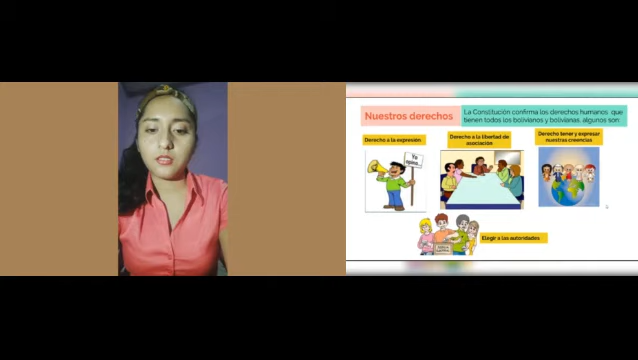 Nuestros derechos
La Constitución confirma los derechos humanos que
tienen todos los bolivianos y bolivianas, algunos son
Derecho a la expresión
Derecho a la libertad de
asociación
Derecho tener y expresar
nuestras creencias
Yo
opino...
Elegir a las autoridades